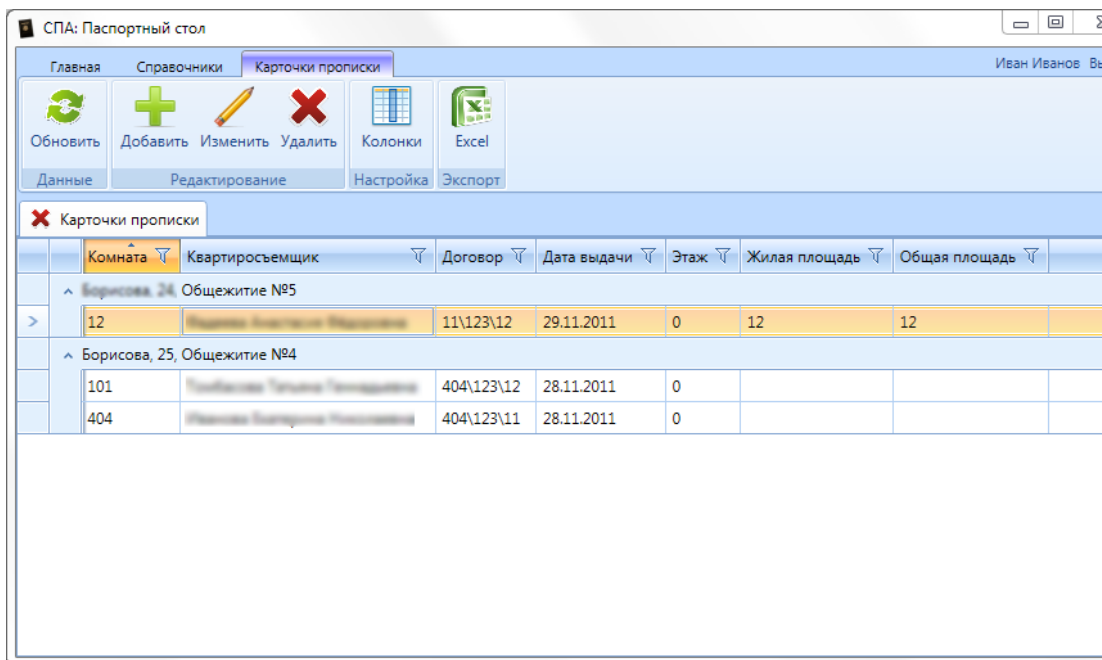 СПА: Паспортный стол
Главная Справочники Карточки прописки Иван Иванов
Обновить Добавить Изменить Удалить Колонки Excel
Данные Редактирование Настройка Экспорт
Карточки прописки
Комната Квартиросъемщик Договор Дата выдачи Этаж Жилая площадь Общая площадь
Общежитие №5
12 11\123\12 29.11.2011 0 12 12
Борисова, 25, Общежитие №4
101 404\123\12 28.11.2011 0
404 404\123\11 28.11.2011 0